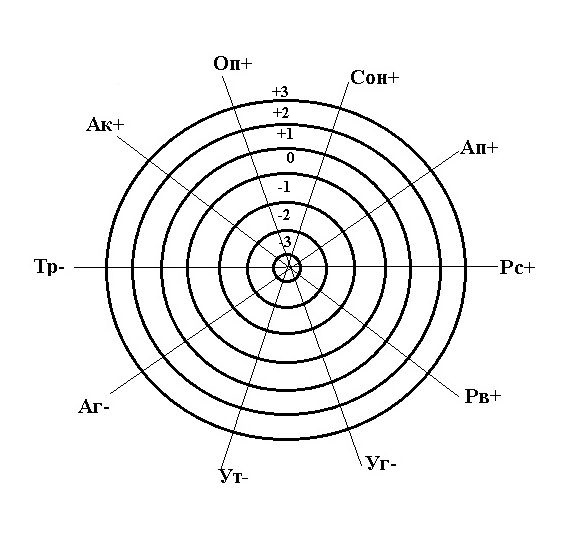 Оп+
Сон+
+3
+2
Ак+
+1
Ап+
0
-1
-2
-3
Тр-
Рс+
Рв+
Аг-
Уг-
Ут-